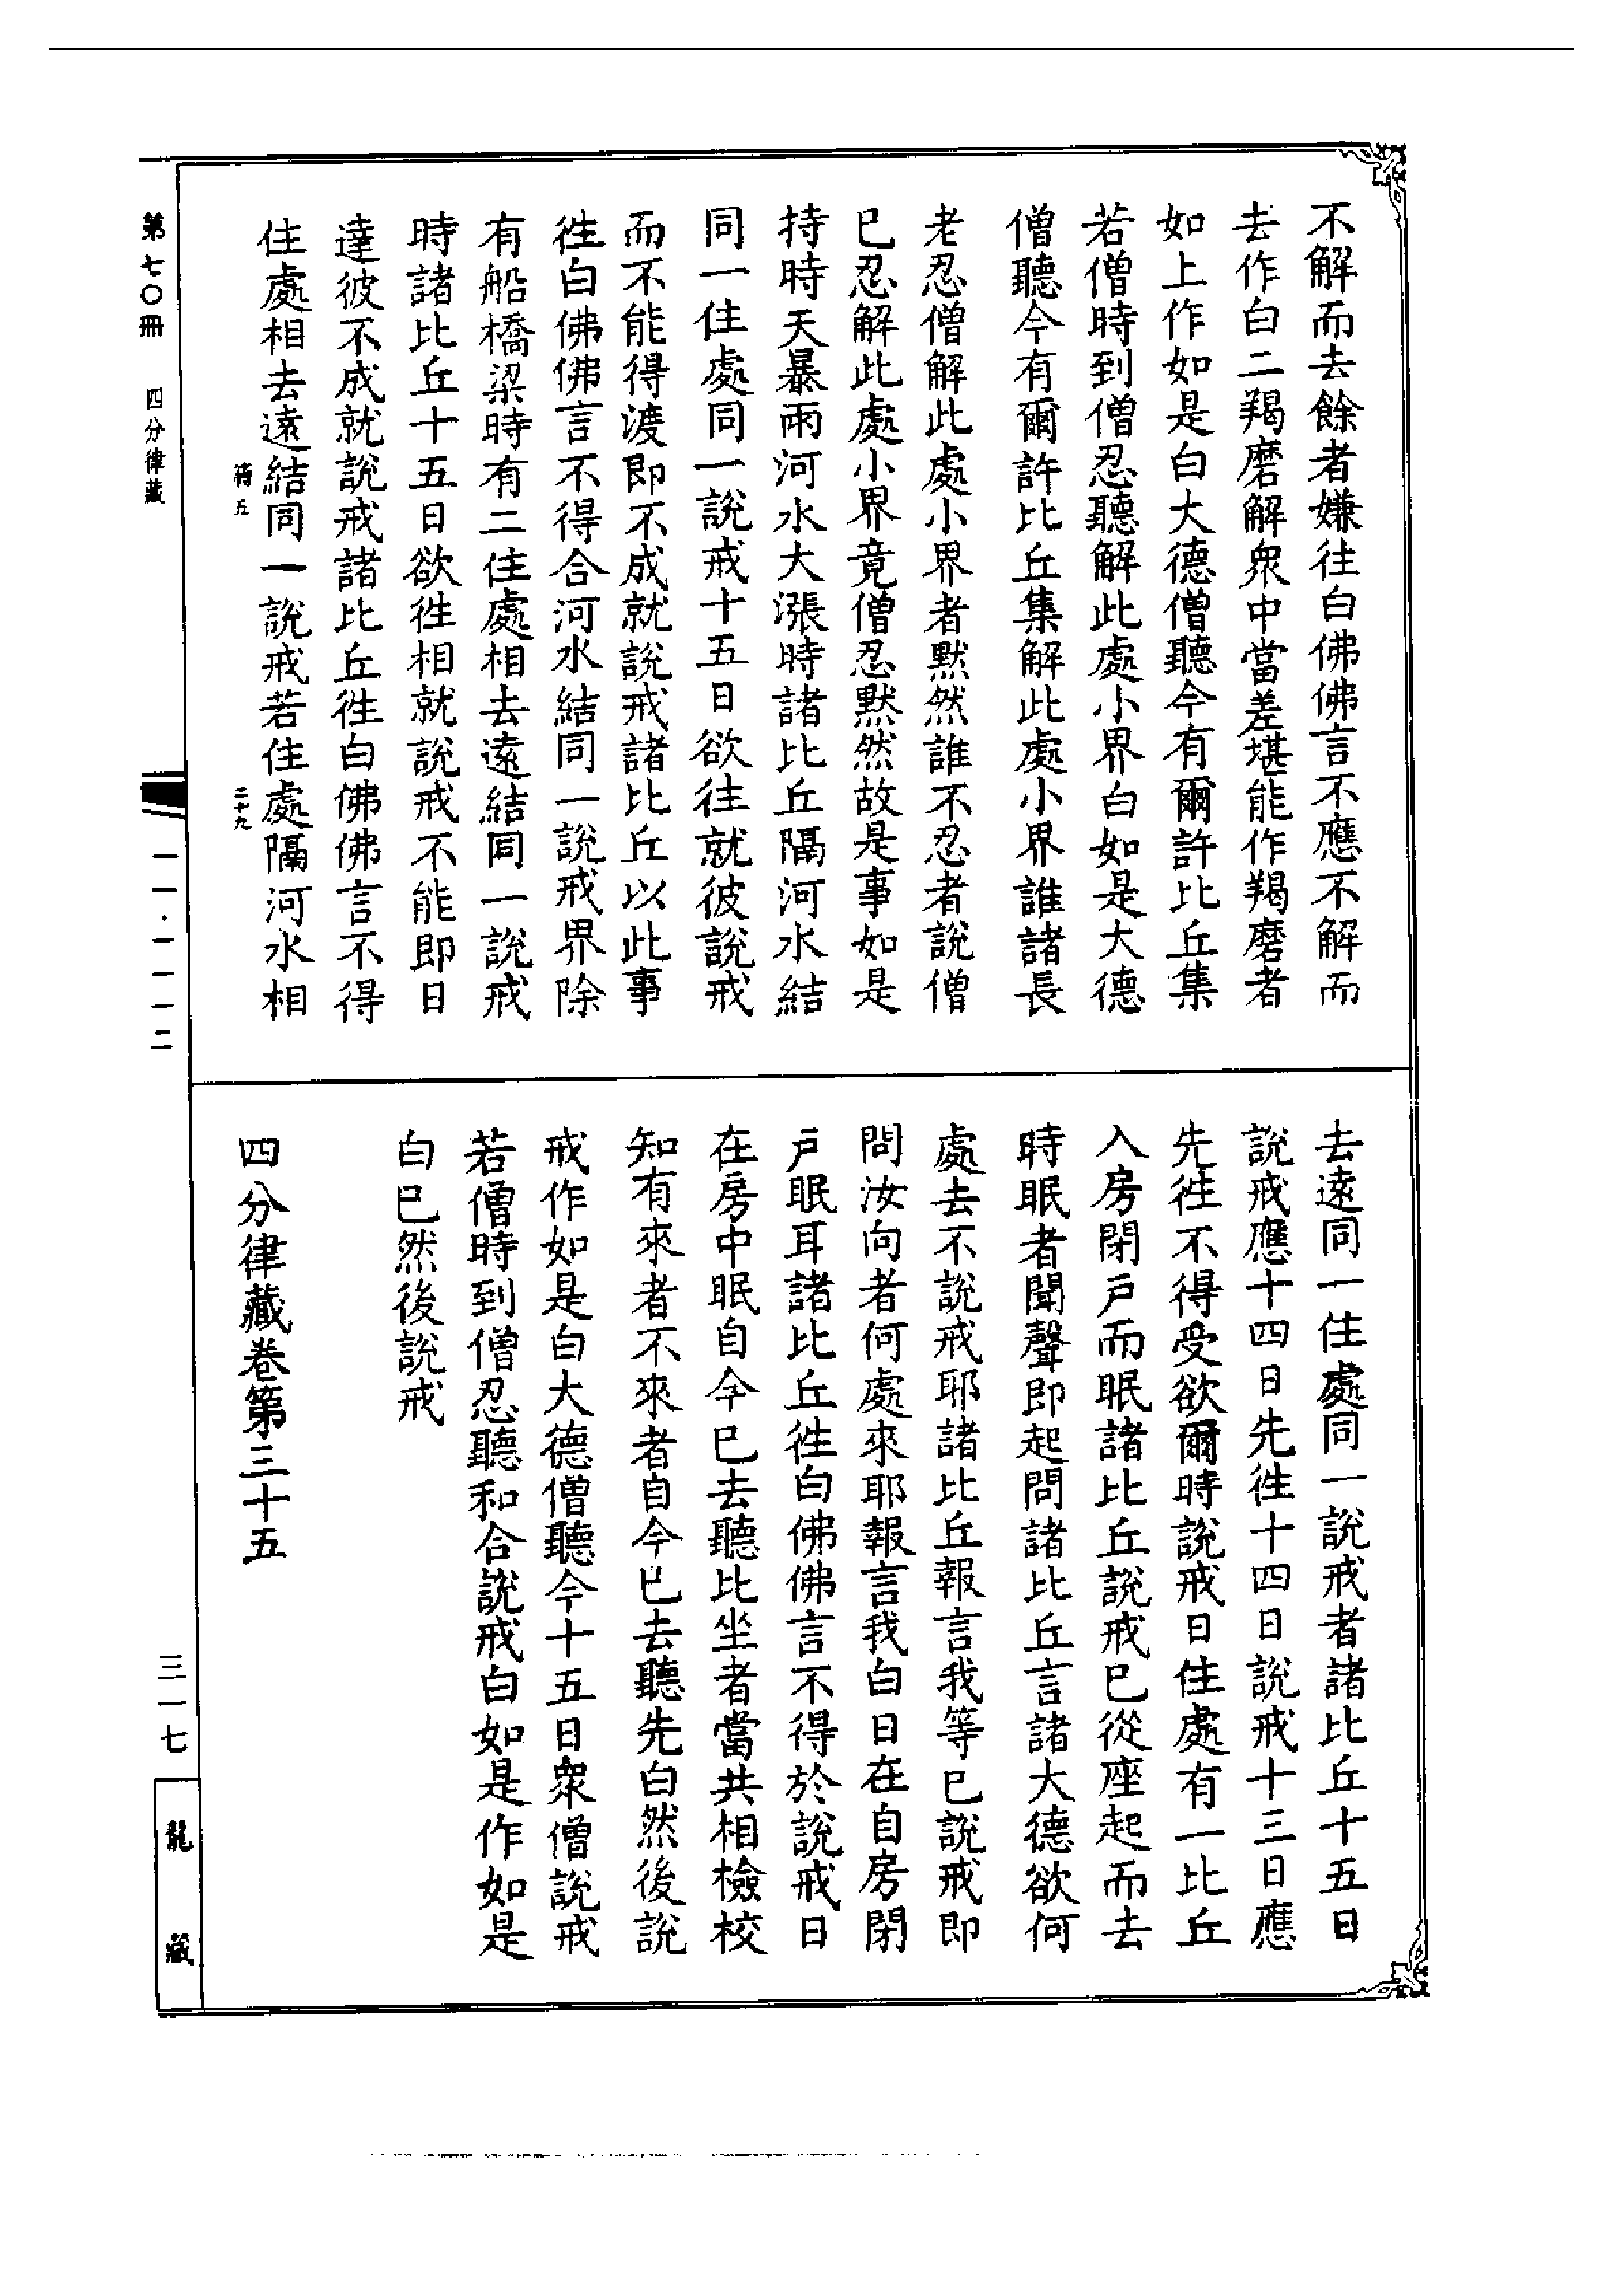 不解而去餘者嫌往白佛佛言不應不解而
去作白二羯磨解衆中當差堪能作羯磨者
如上作如是白大德僧聽今有爾許比丘集
若僧時到僧忍聽解此處小界白如是大德
僧聽今有爾許比丘集解此處小界誰諸長
老忍僧解此處小界者默然誰不忍者說僧
已忍解此處小界竟僧忍默然故是事如是
持時天暴雨河水大漲時諸比丘隔河水結
同一住處同一說戒十五日欲往就彼說戒
而不能得渡即不成就說戒諸比丘以此事
徃白佛佛言不得合河水結同一說戒界除
有船橋梁時有二住處相去遠結同一說戒
時諸比丘十五日欲徃相就說戒不能即日
達彼不成就說戒諸比丘徃白佛佛言不得
住處相去遠結同一說戒若住處隔河水相
去遠同一住處同一說戒者諸比丘十五日
說戒應十四日先徃十四日說戒十三日應
先徃不得受欲爾時說戒日住處有一比丘
入房閉戸而眠諸比丘說戒已從座起而去
時眠者聞聲即起問諸比丘言諸大德欲何
處去不說戒耶諸比丘報言我等已說戒即
問汝向者何處來耶報言我白日在自房閉
戸眠耳諸比丘徃白佛佛言不得於說戒日
在房中眠自今已去聽比坐者當共相檢校
知有來者不來者自今已去聽先白然後說
戒作如是白大德僧聽今十五日衆僧說戒
若僧時到僧忍聽和合說戒白如是作如是
白已然後說戒
四分律藏卷第三十五
第七〇冊
四分律藏
五
二十九
一一·一一一二
三一七
龍藏